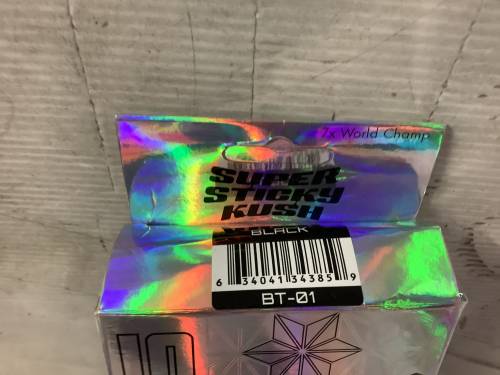 7x World Champ
SUPER
STICKY
KUSH
BLACK
6 34041 34385 9
BT-01